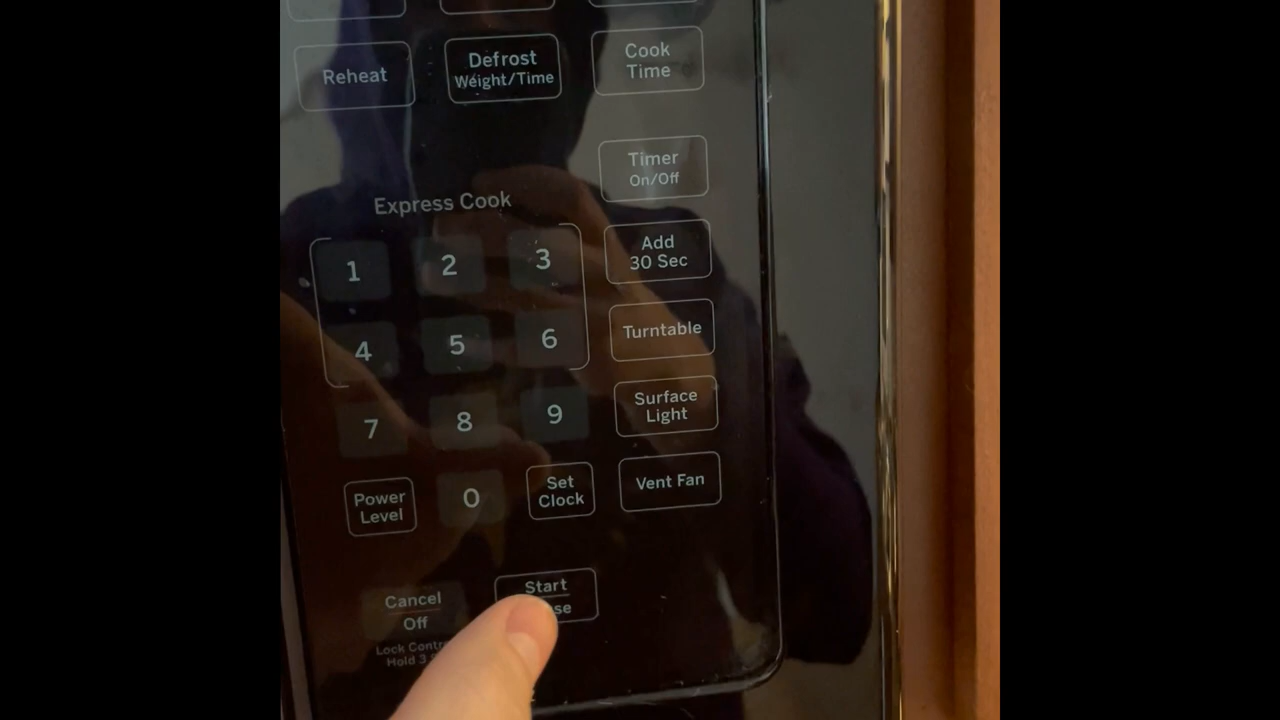 Reheat
Defrost
Weight/Time
Cook
Time
Timer
On/Off
Express Cook
1 2 3
Add
30 Sec
4 5 6
Turntable
7 8 9
Surface
Light
Power
Level
0
Set
Clock
Vent Fan
Cancel
Off
Start
Lock
Hold 3